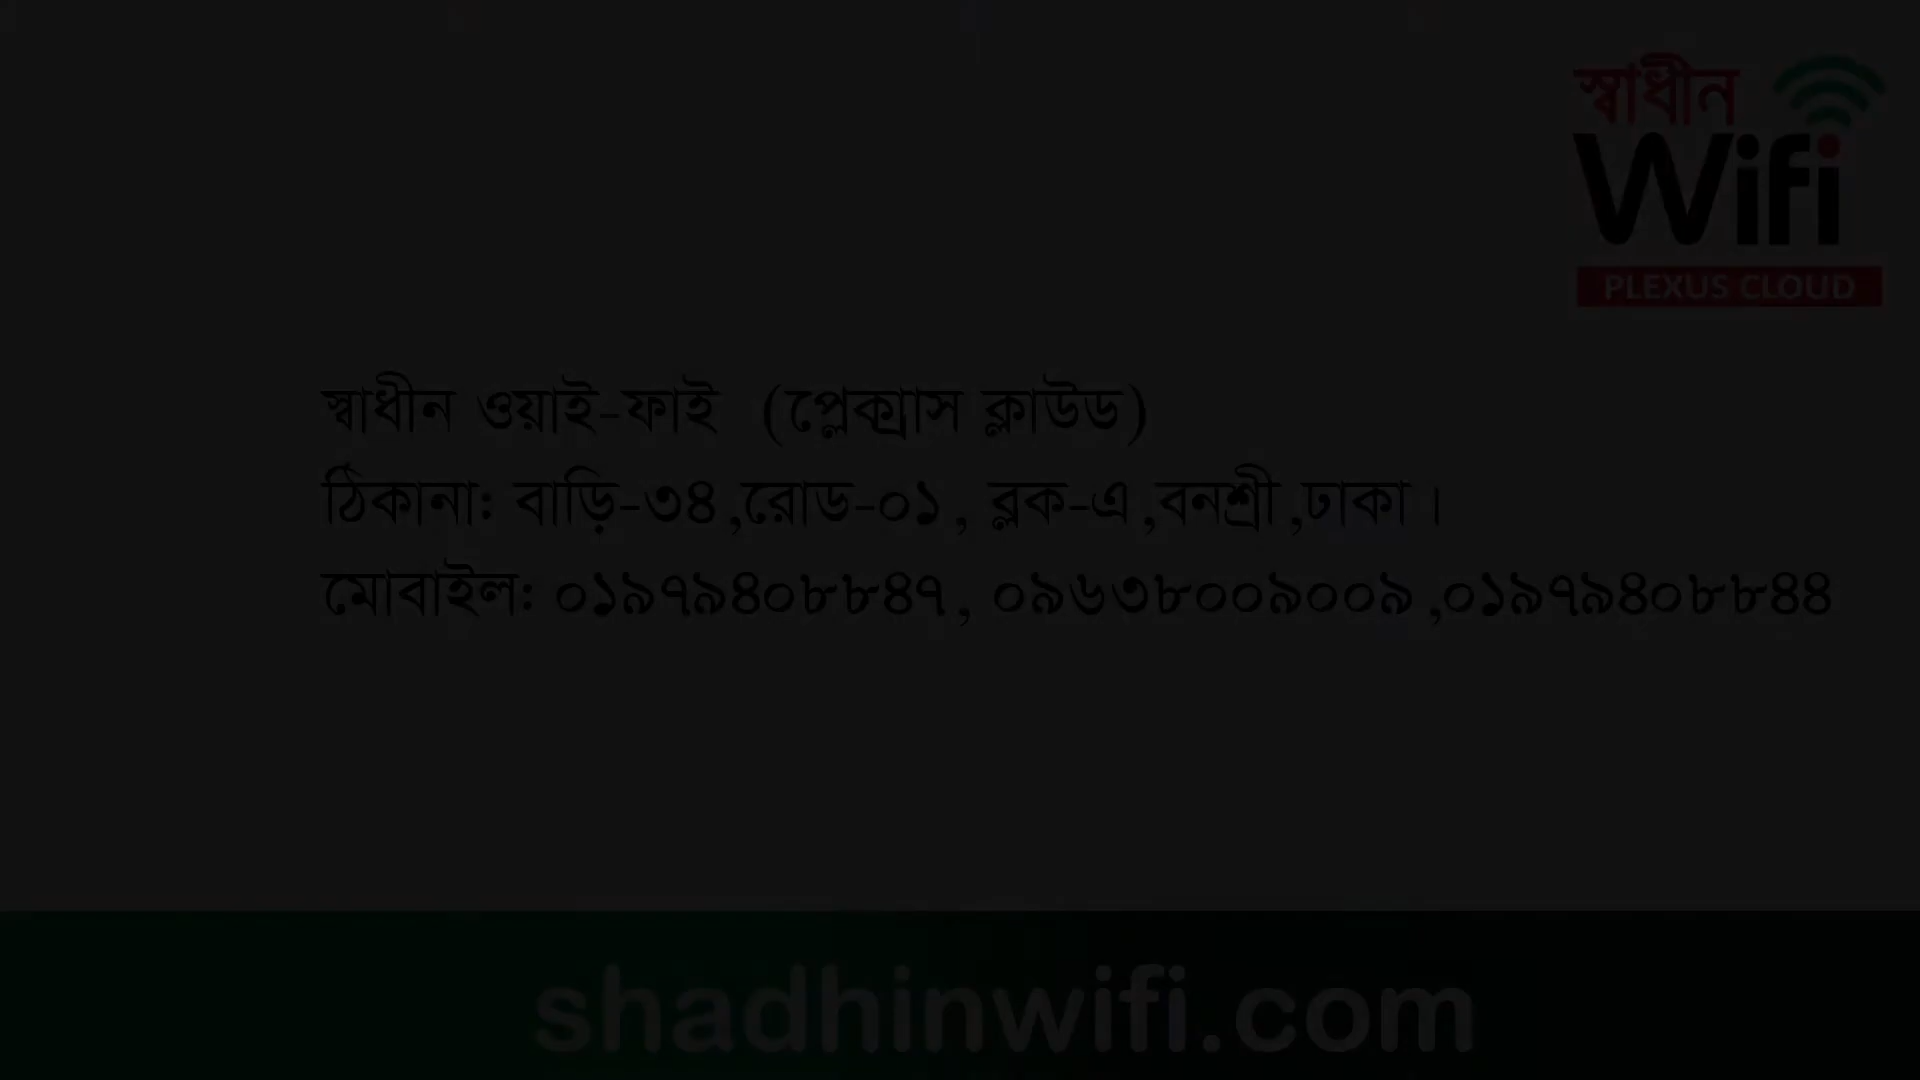 স্বাধীন
Wifi
PLEXUS CLOUD
স্বাধীন ওয়াই-ফাই (প্লেক্সাস ক্লাউড)
ঠিকানাঃ বাড়ি-৩৪,রোড-০১, ব্লক-এ,বনশ্রী,ঢাকা।
মোবাইলঃ ০১৯৭৯৪০৮৮৪৭, ০৯৬৩৮০০৯০০৯,০১৯৭৯৪০৮৮৪৪
shadhinwifi.com